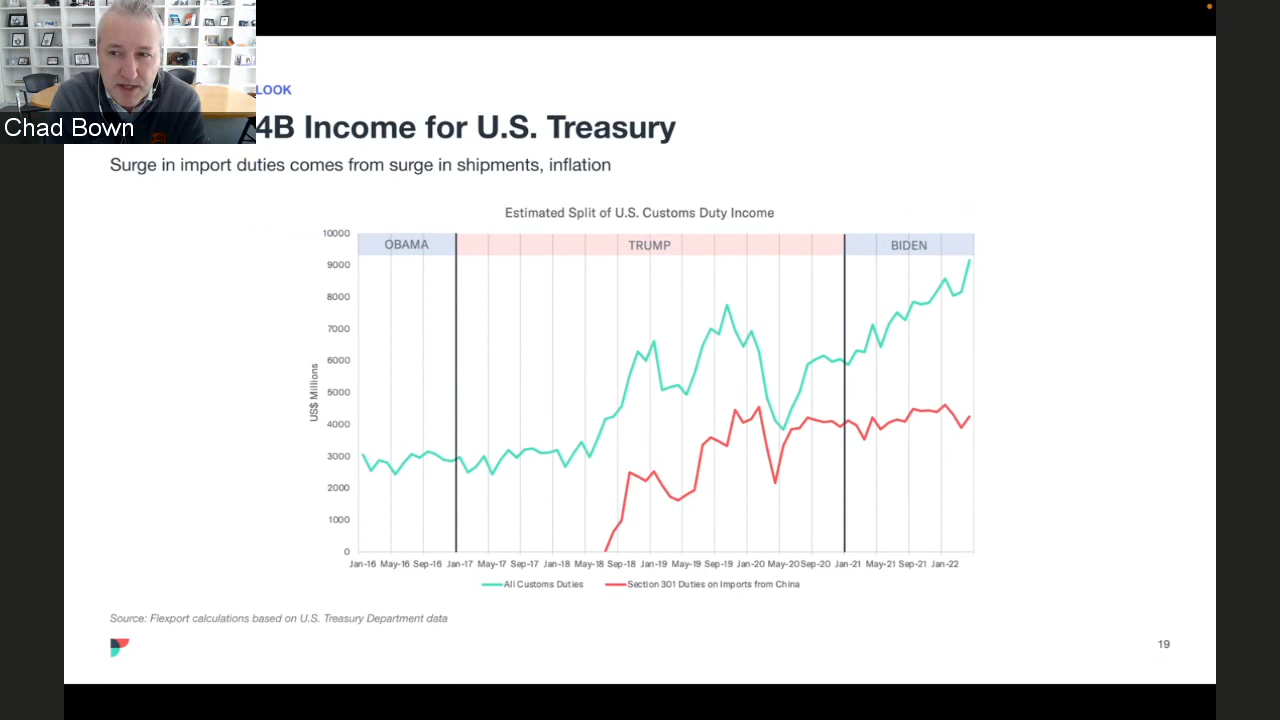 Chad Bown
LOOK
4B Income for U.S. Treasury
Surge in import duties comes from surge in shipments, inflation
Estimated Split of U.S. Customs Duty Income
OBAMA TRUMP BIDEN
10000
9000
8000
7000
6000
5000
4000
3000
2000
1000
0
US$ Millions
Jan-16 May-16 Sep-16 Jan-17 May-17 Sep-17 Jan-18 May-18 Sep-18 Jan-19 May-19 Sep-19 Jan-20 May-20 Sep-20 Jan-21 May-21 Sep-21 Jan-22
All Customs Duties Section 301 Duties on Imports from China
Source: Flexport calculations based on U.S. Treasury Department data
19